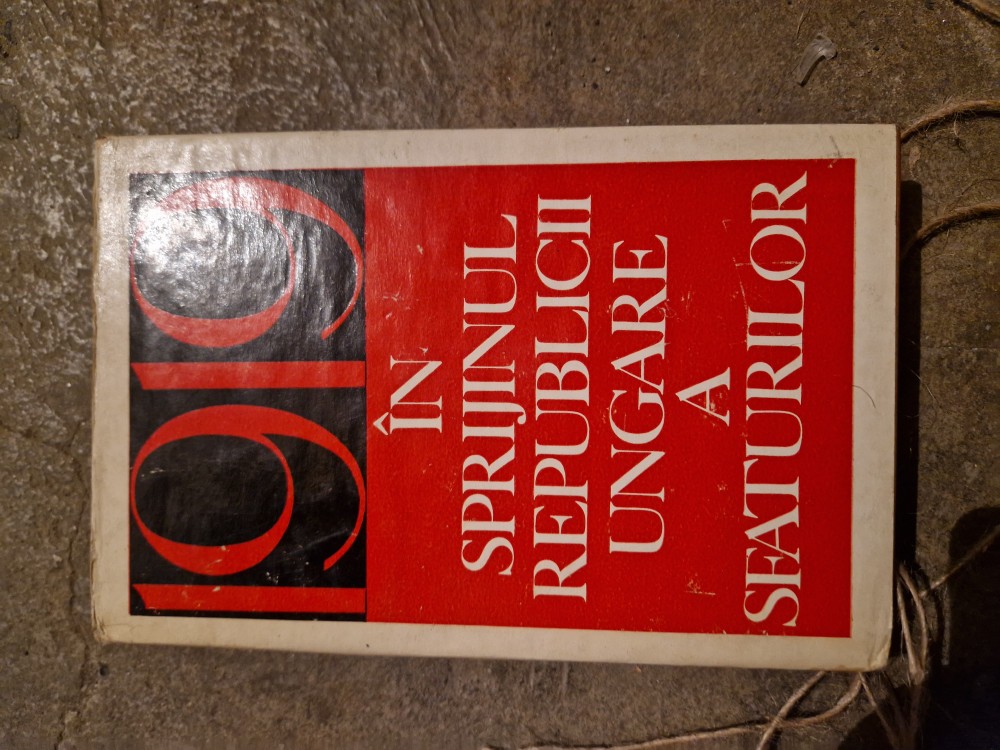 1919
ÎN
SPRIJINUL
REPUBLICII
UNGARE
A
SFATURILOR